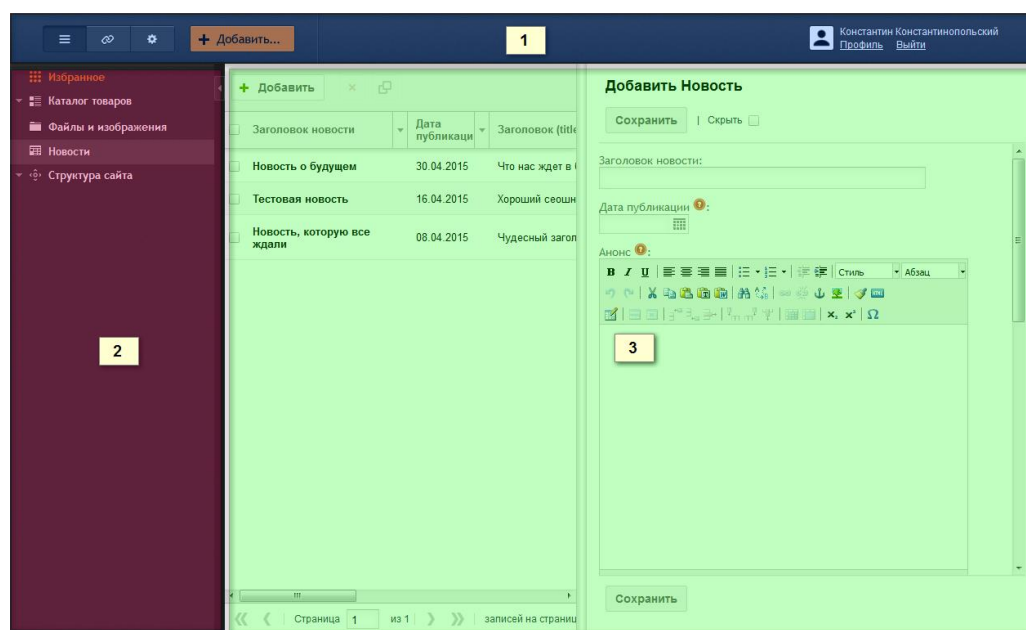 Добавить...
1
Константин Константинопольский
Профиль Выйти
Избранное
Каталог товаров
Файлы и изображения
Новости
Структура сайта
2
Добавить
Заголовок новости
Дата
публикаци
Заголовок (title
Новость о будущем 30.04.2015 Что нас ждет в
Тестовая новость 16.04.2015 Хороший сеошн
Новость, которую все
ждали
08.04.2015 Чудесный загол
Страница 1 из 1 записей на страниц
Добавить Новость
Сохранить | Скрыть
Заголовок новости:
Дата публикации ?:
Анонс ?:
B I U Стиль Абзац
x₂ x² Ω
3
Сохранить